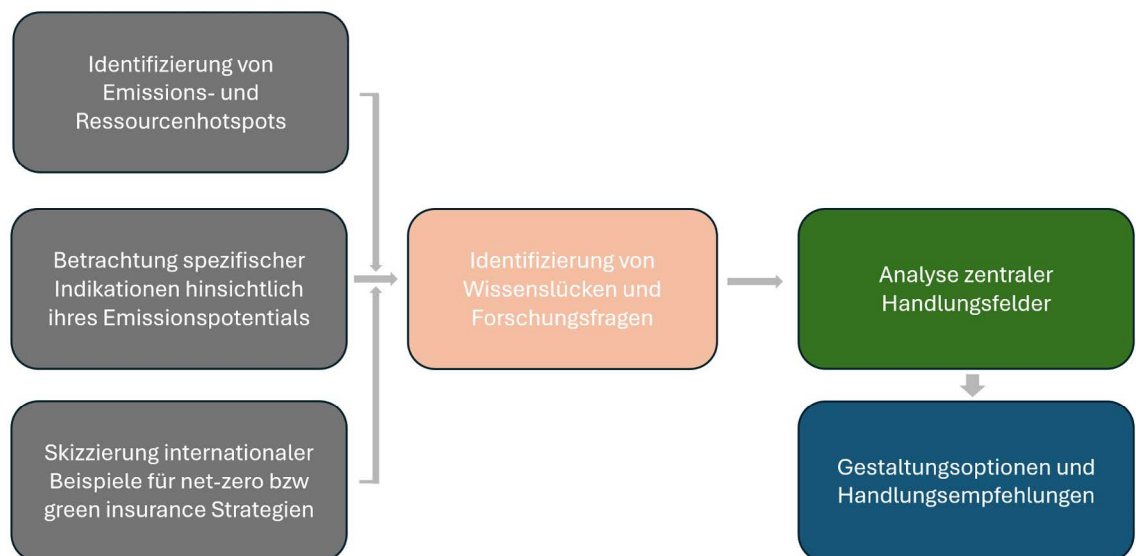 Identifizierung von
Emissions- und
Ressourcenhotspots
Betrachtung spezifischer
Indikationen hinsichtlich
ihres Emissionspotentials
Skizzierung internationaler
Beispiele für net-zero bzw
green insurance Strategien
Identifizierung von
Wissenslücken und
Forschungsfragen
Analyse zentraler
Handlungsfelder
Gestaltungsoptionen und
Handlungsempfehlungen